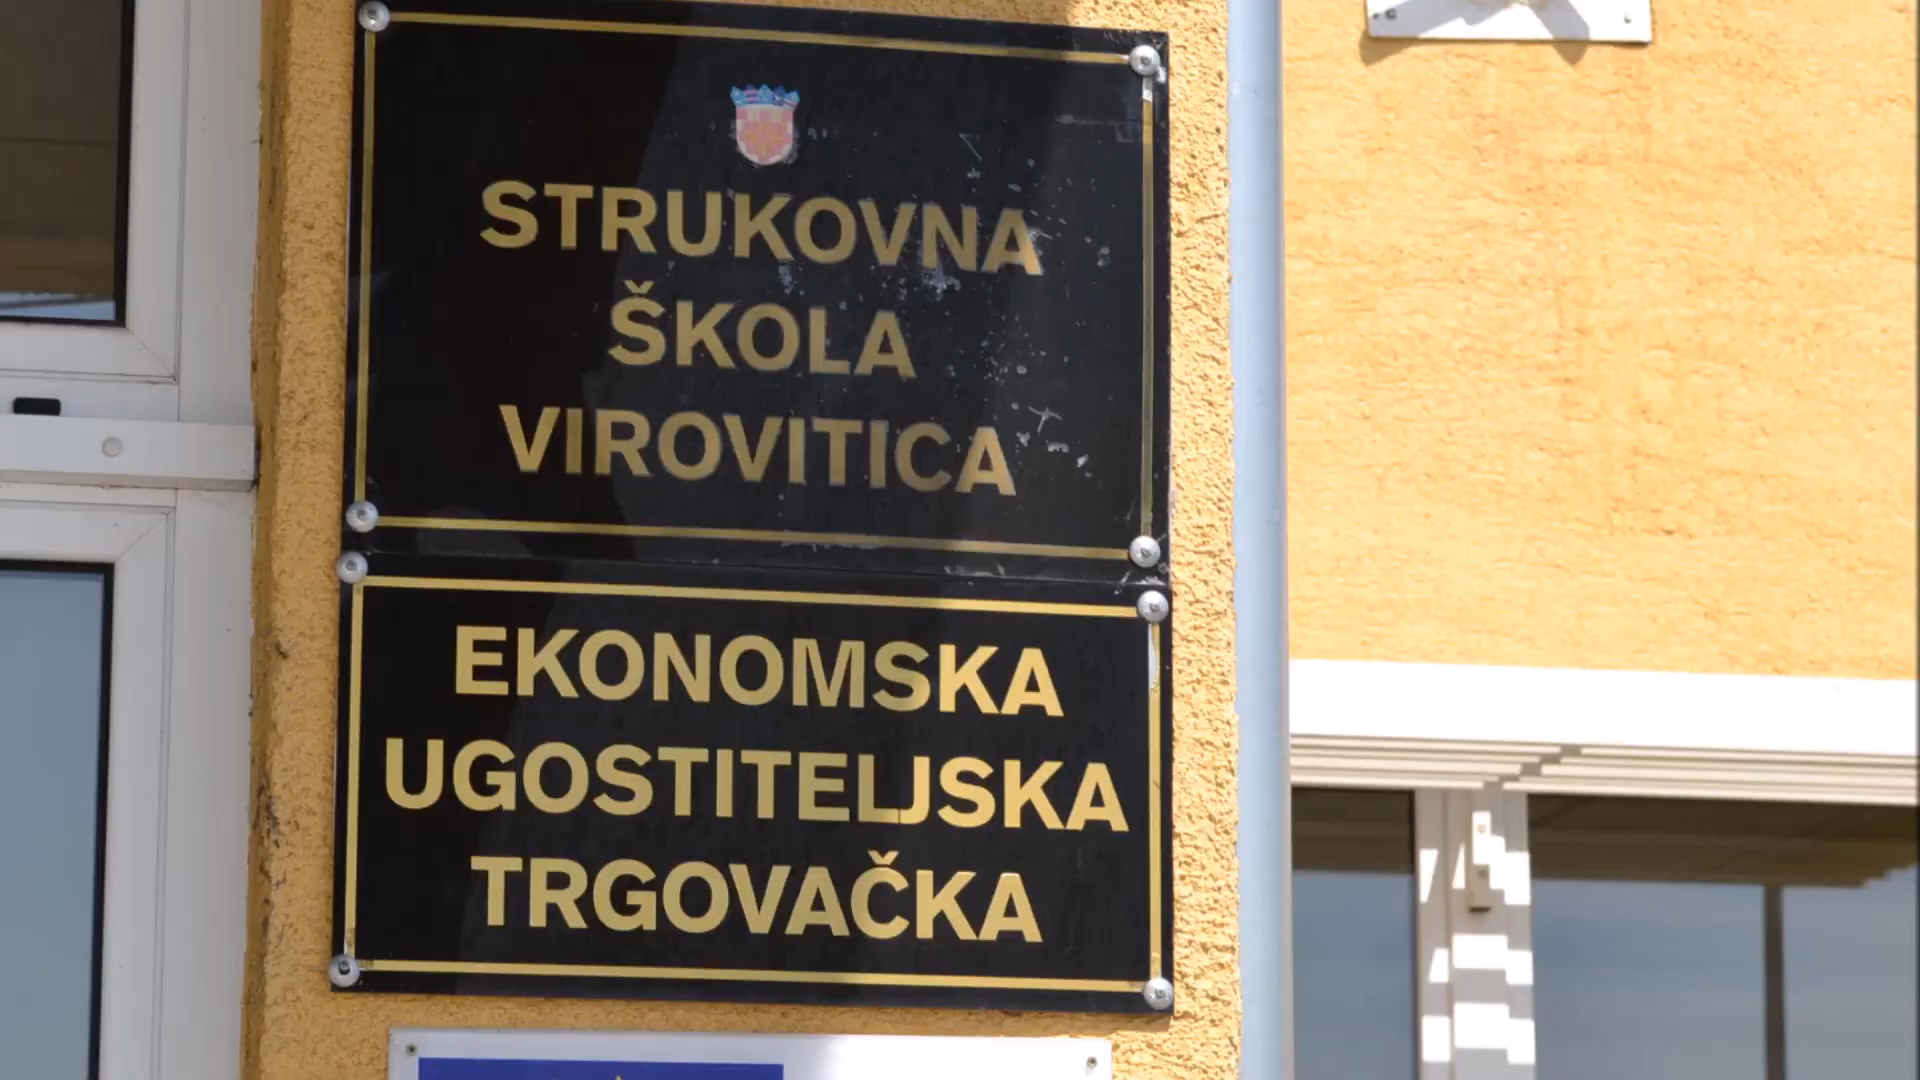 STRUKOVNA
ŠKOLA
VIROVITICA
EKONOMSKA
UGOSTITELJSKA
TRGOVAČKA